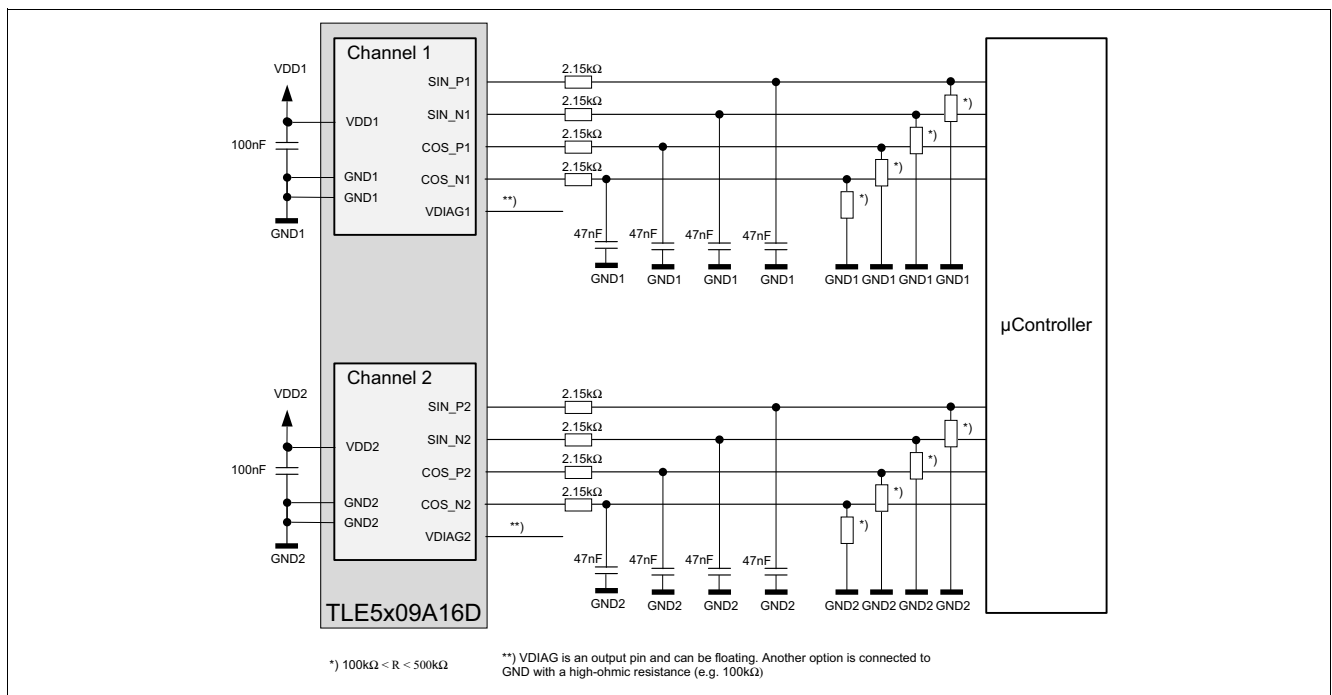 Channel 1
VDD1
SIN_P1
2.15kΩ
SIN_N1
2.15kΩ
*)
VDD1
100nF
COS_P1
2.15kΩ
*)
GND1
COS_N1
2.15kΩ
*)
GND1
VDIAG1
**)
*)
GND1
47nF
47nF
47nF
47nF
GND1
GND1
GND1
GND1
GND1
GND1
GND1
GND1
µController
Channel 2
VDD2
SIN_P2
2.15kΩ
SIN_N2
2.15kΩ
*)
VDD2
100nF
COS_P2
2.15kΩ
*)
GND2
COS_N2
2.15kΩ
*)
GND2
VDIAG2
**)
*)
GND2
47nF
47nF
47nF
47nF
GND2
GND2
GND2
GND2
GND2
GND2
GND2
GND2
TLE5x09A16D
*) 100kΩ < R < 500kΩ
**) VDIAG is an output pin and can be floating. Another option is connected to
GND with a high-ohmic resistance (e.g. 100kΩ)